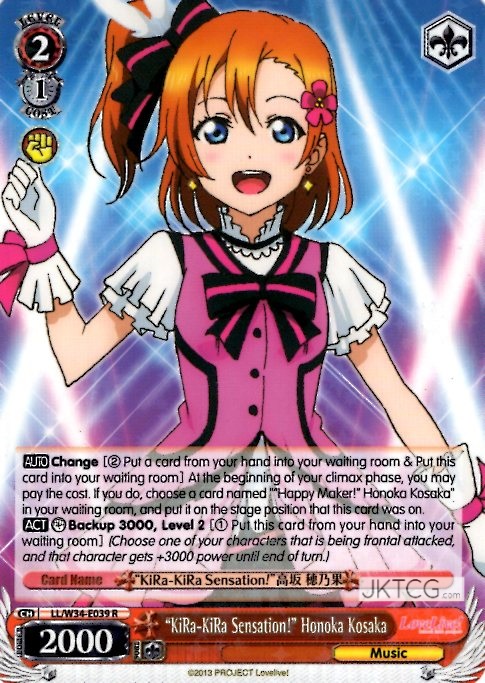 LEVEL
2
1
COST
AUTO Change [② Put a card from your hand into your waiting room & Put this
card into your waiting room] At the beginning of your climax phase, you may
pay the cost. If you do, choose a card named ""Happy Maker!" Honoka Kosaka"
in your waiting room, and put it on the stage position that this card was on.
ACT Backup 3000, Level 2 [① Put this card from your hand into your
waiting room] (Choose one of your characters that is being frontal attacked,
and that character gets +3000 power until end of turn.)
Card Name "KiRa-KiRa Sensation!"高坂 穂乃果
JKTCG.com
CH LL/W34-E039 R
2000
"KiRa-KiRa Sensation!" Honoka Kosaka
LoveLive!
Music
©2013 PROJECT Lovelive!